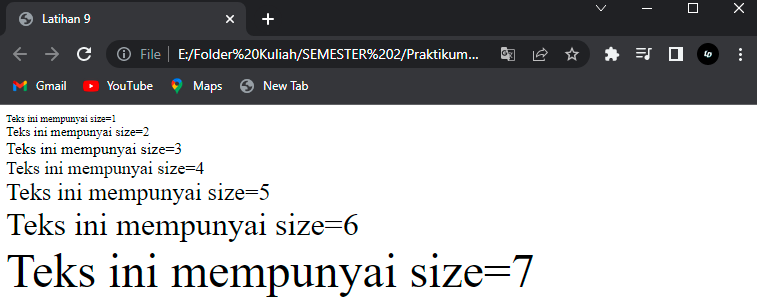 Latihan 9
File | E:/Folder%20Kuliah/SEMESTER%202/Praktikum...
Gmail YouTube Maps New Tab
Teks ini mempunyai size=1
Teks ini mempunyai size=2
Teks ini mempunyai size=3
Teks ini mempunyai size=4
Teks ini mempunyai size=5
Teks ini mempunyai size=6
Teks ini mempunyai size=7